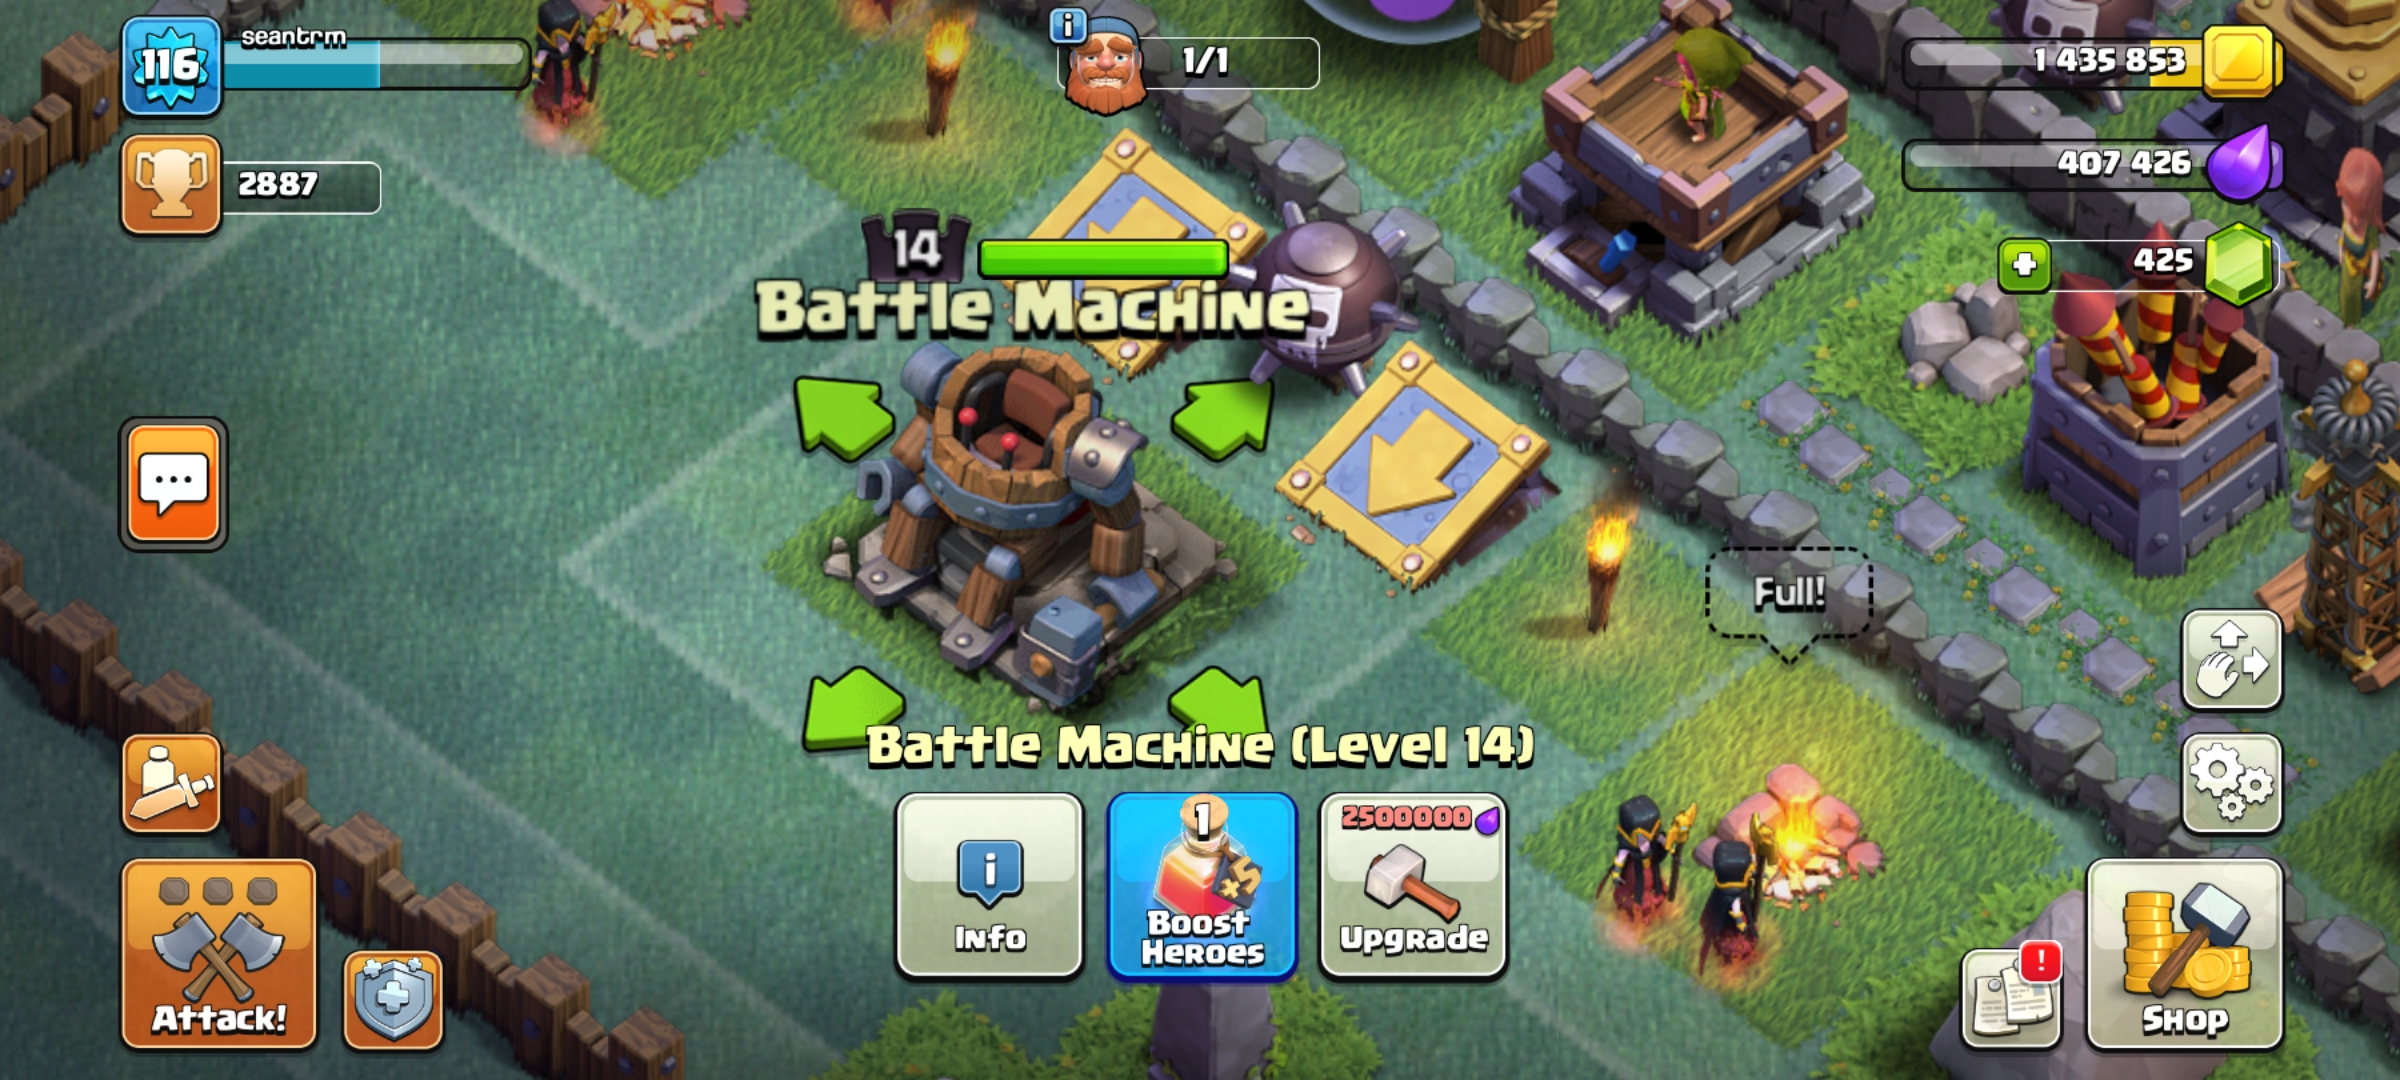 seantrm
116
1/1
1 435 853
2887
407 426
425
14
Battle Machine
Full!
Battle Machine (Level 14)
Info
1
x5
Boost
Heroes
2500000
Upgrade
Attack!
!
Shop